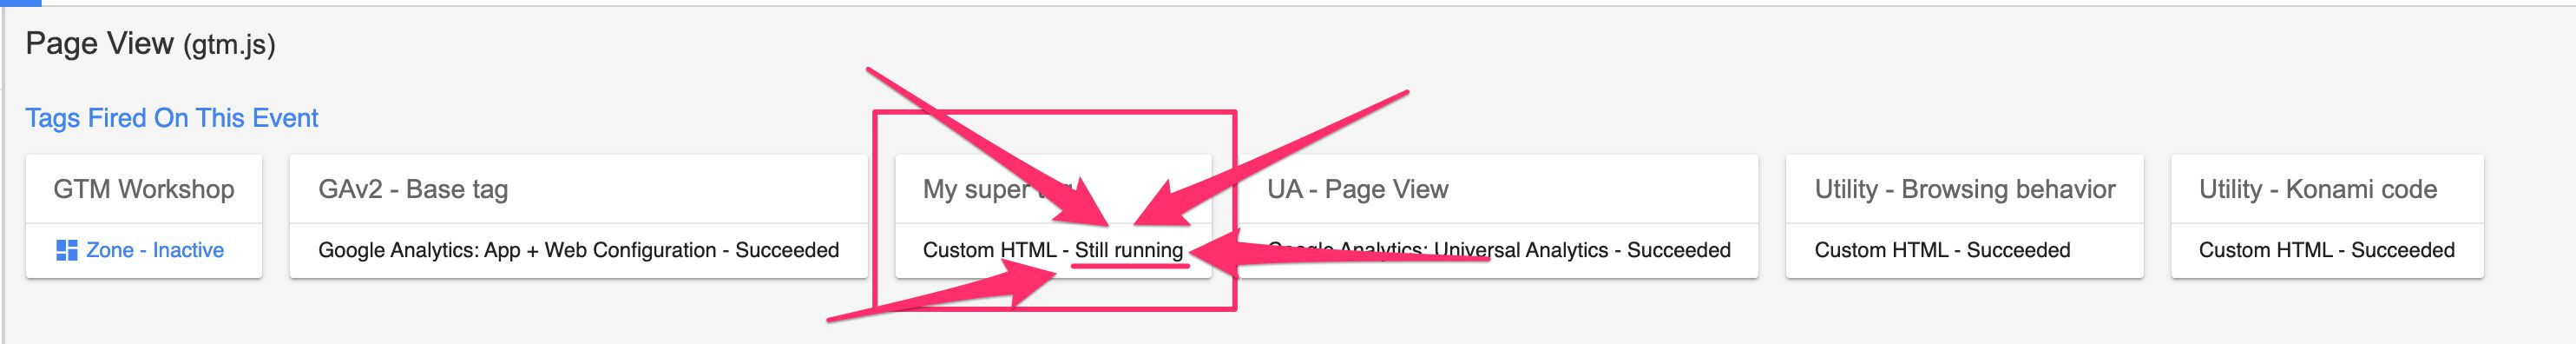 Page View (gtm.js)
Tags Fired On This Event
GTM Workshop
Zone - Inactive
GAv2 - Base tag
Google Analytics: App + Web Configuration - Succeeded
My super tag
Custom HTML - Still running
UA - Page View
Google Analytics: Universal Analytics - Succeeded
Utility - Browsing behavior
Custom HTML - Succeeded
Utility - Konami code
Custom HTML - Succeeded